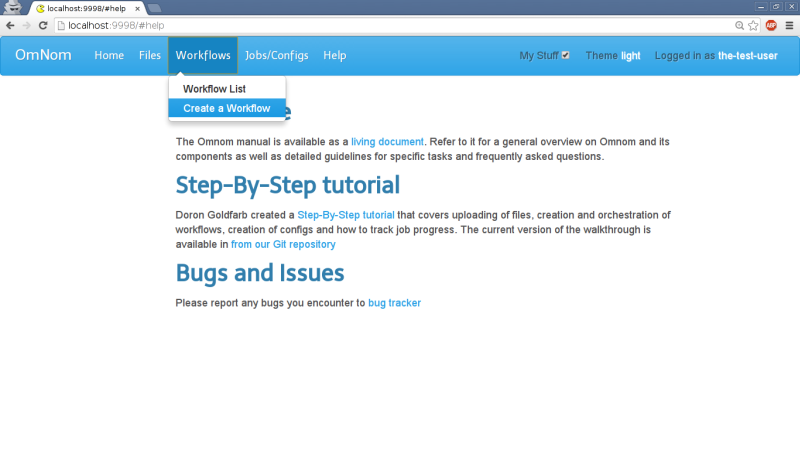 localhost:9998/#help
localhost:9998/#help
ABP
OmNom Home Files Workflows Jobs/Configs Help My Stuff Theme light Logged in as the-test-user
Workflow List
Create a Workflow
The Omnom manual is available as a living document. Refer to it for a general overview on Omnom and its
components as well as detailed guidelines for specific tasks and frequently asked questions.
Step-By-Step tutorial
Doron Goldfarb created a Step-By-Step tutorial that covers uploading of files, creation and orchestration of
workflows, creation of configs and how to track job progress. The current version of the walkthrough is
available in from our Git repository
Bugs and Issues
Please report any bugs you encounter to bug tracker